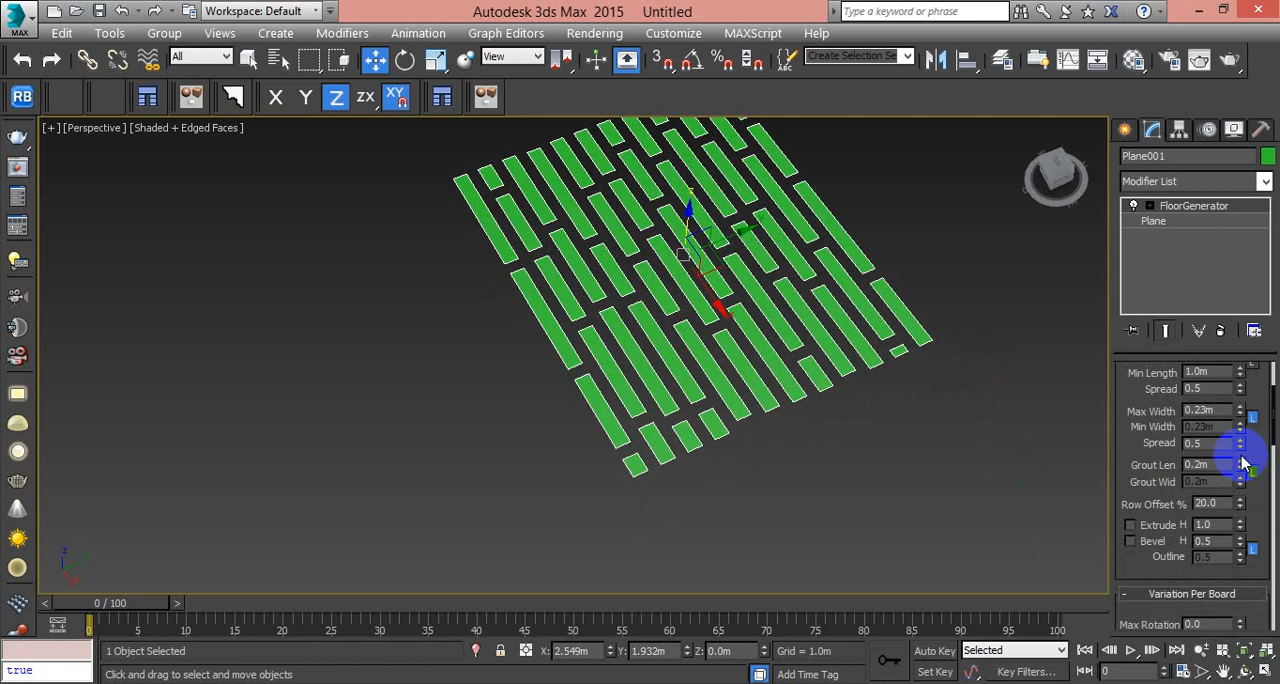 MAX
Workspace: Default
Autodesk 3ds Max 2015 Untitled
Type a keyword or phrase
Edit Tools Group Views Create Modifiers Animation Graph Editors Rendering Customize MAXScript Help
All
View
3
Create Selection Se
RB
X Y Z ZX XY
[+] [Perspective ] [Shaded + Edged Faces ]
Plane001
Modifier List
FloorGenerator
Plane
Min Length 1.0m
Spread 0.5
Max Width 0.23m
L
Min Width 0.23m
Spread 0.5
Grout Len 0.2m
Grout Wid 0.2m
Row Offset % 20.0
Extrude H 1.0
Bevel H 0.5
L
Outline 0.5
- Variation Per Board
Max Rotation 0.0
z
< 0 / 100 >
0 5 10 15 20 25 30 35 40 45 50 55 60 65 70 75 80 85 90 95 100
1 Object Selected
X: 2.549m Y: 1.932m Z: 0.0m
Grid = 1.0m
Auto Key Selected
true
Click and drag to select and move objects
Add Time Tag
Set Key Key Filters...
0